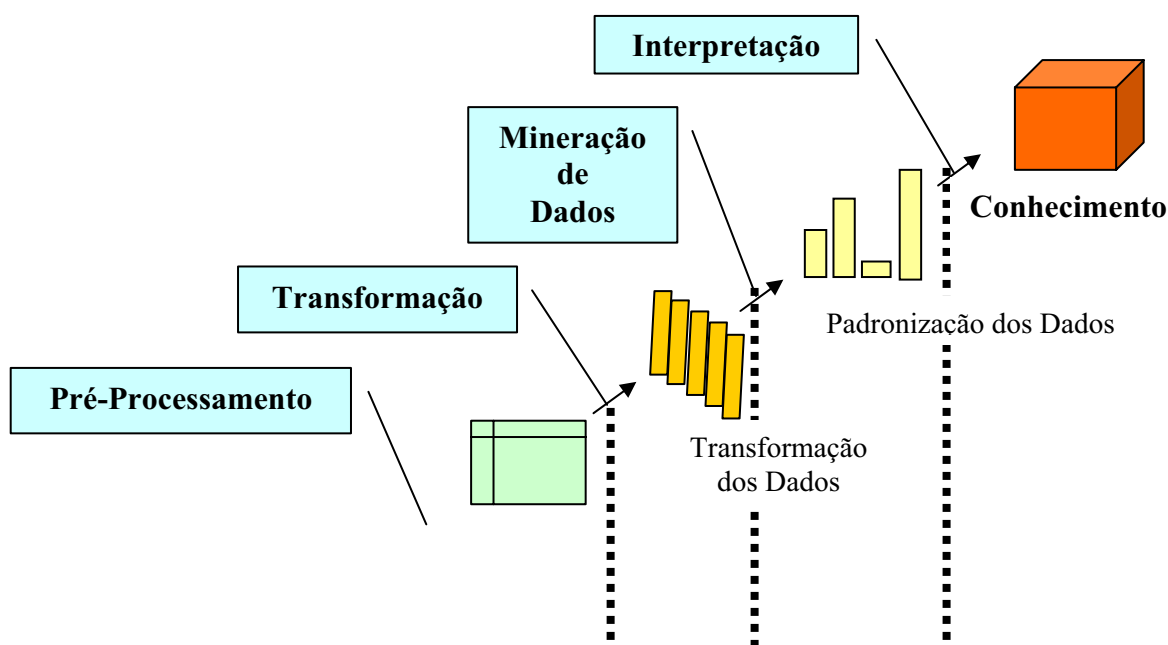 Interpretação
Mineração
de
Dados
Conhecimento
Transformação
Padronização dos Dados
Pré-Processamento
Transformação
dos Dados